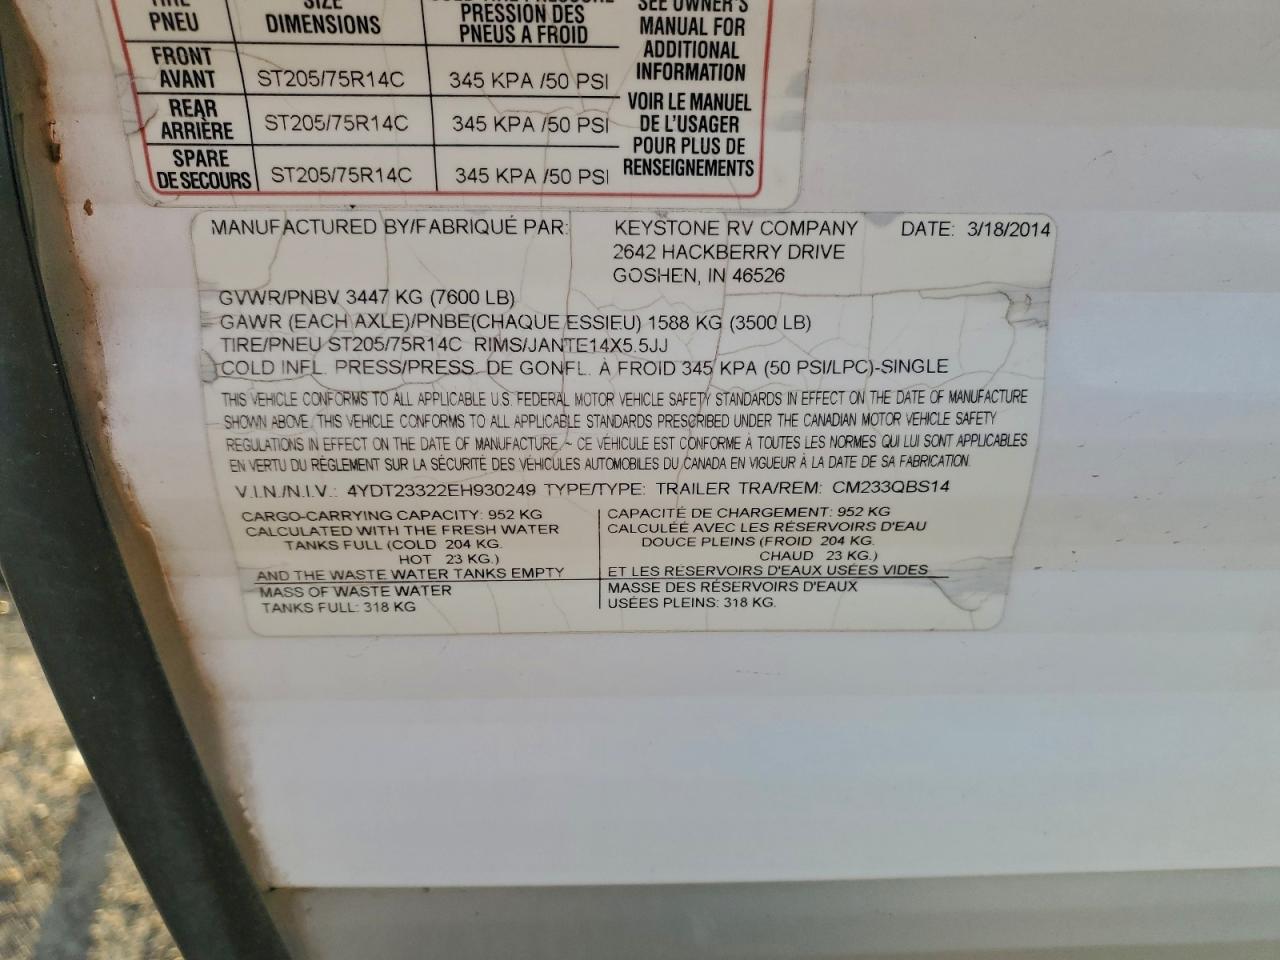 TIRE SIZE COLD TIRE PRESSURE SEE OWNER'S
PNEU DIMENSIONS PRESSION DES PNEUS A FROID MANUAL FOR
ADDITIONAL
INFORMATION
FRONT
AVANT ST205/75R14C 345 KPA /50 PSI
REAR
ARRIÈRE ST205/75R14C 345 KPA /50 PSI
SPARE
DE SECOURS ST205/75R14C 345 KPA /50 PSI
VOIR LE MANUEL
DE L'USAGER
POUR PLUS DE
RENSEIGNEMENTS
MANUFACTURED BY/FABRIQUÉ PAR: KEYSTONE RV COMPANY DATE: 3/18/2014
2642 HACKBERRY DRIVE
GOSHEN, IN 46526
GVWR/PNBV 3447 KG (7600 LB)
GAWR (EACH AXLE)/PNBE(CHAQUE ESSIEU) 1588 KG (3500 LB)
TIRE/PNEU ST205/75R14C RIMS/JANTE14X5.5JJ
COLD INFL. PRESS/PRESS. DE GONFL. À FROID 345 KPA (50 PSI/LPC)-SINGLE
THIS VEHICLE CONFORMS TO ALL APPLICABLE U.S. FEDERAL MOTOR VEHICLE SAFETY STANDARDS IN EFFECT ON THE DATE OF MANUFACTURE
SHOWN ABOVE. THIS VEHICLE CONFORMS TO ALL APPLICABLE STANDARDS PRESCRIBED UNDER THE CANADIAN MOTOR VEHICLE SAFETY
REGULATIONS IN EFFECT ON THE DATE OF MANUFACTURE ~ CE VÉHICULE EST CONFORME À TOUTES LES NORMES QUI LUI SONT APPLICABLES
EN VERTU DU RÈGLEMENT SUR LA SÉCURITÉ DES VÉHICULES AUTOMOBILES DU CANADA EN VIGUEUR À LA DATE DE SA FABRICATION.
V.I.N./N.I.V.: 4YDT23322EH930249 TYPE/TYPE: TRAILER TRA/REM: CM233QBS14
CARGO-CARRYING CAPACITY: 952 KG
CALCULATED WITH THE FRESH WATER
TANKS FULL (COLD 204 KG.
HOT 23 KG.)
AND THE WASTE WATER TANKS EMPTY
MASS OF WASTE WATER
TANKS FULL: 318 KG
CAPACITÉ DE CHARGEMENT: 952 KG
CALCULÉE AVEC LES RÉSERVOIRS D'EAU
DOUCE PLEINS (FROID 204 KG.
CHAUD 23 KG.)
ET LES RÉSERVOIRS D'EAUX USÉES VIDES
MASSE DES RÉSERVOIRS D'EAUX
USÉES PLEINS: 318 KG.